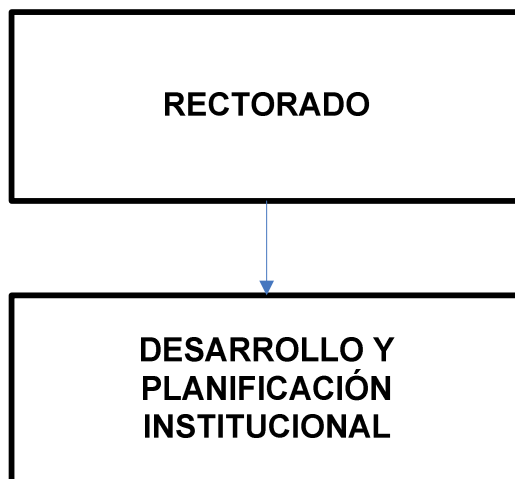 RECTORADO
DESARROLLO Y
PLANIFICACIÓN
INSTITUCIONAL